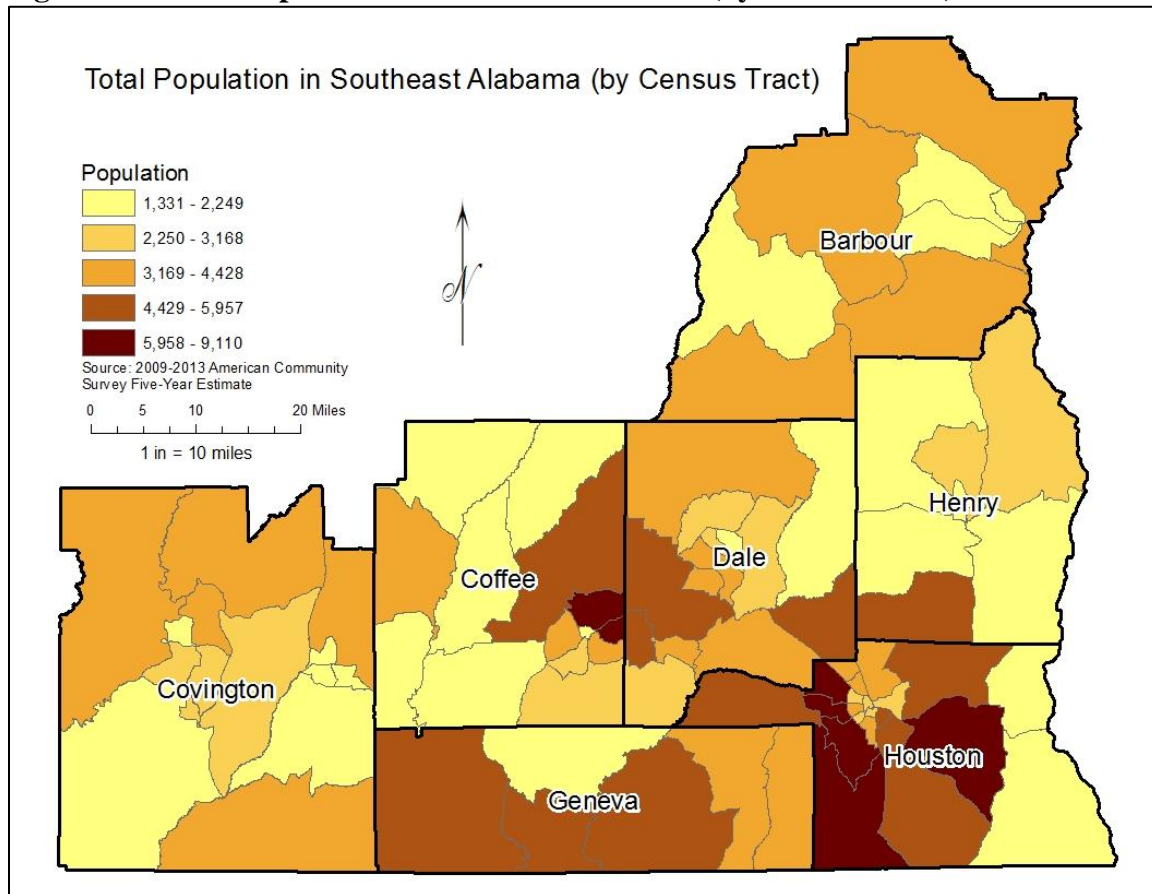 Total Population in Southeast Alabama (by Census Tract)
Population
1,331 - 2,249
2,250 - 3,168
3,169 - 4,428
4,429 - 5,957
5,958 - 9,110
Source: 2009-2013 American Community
Survey Five-Year Estimate
0 5 10 20 Miles
1 in = 10 miles
N
Barbour
Henry
Dale
Coffee
Covington
Houston
Geneva